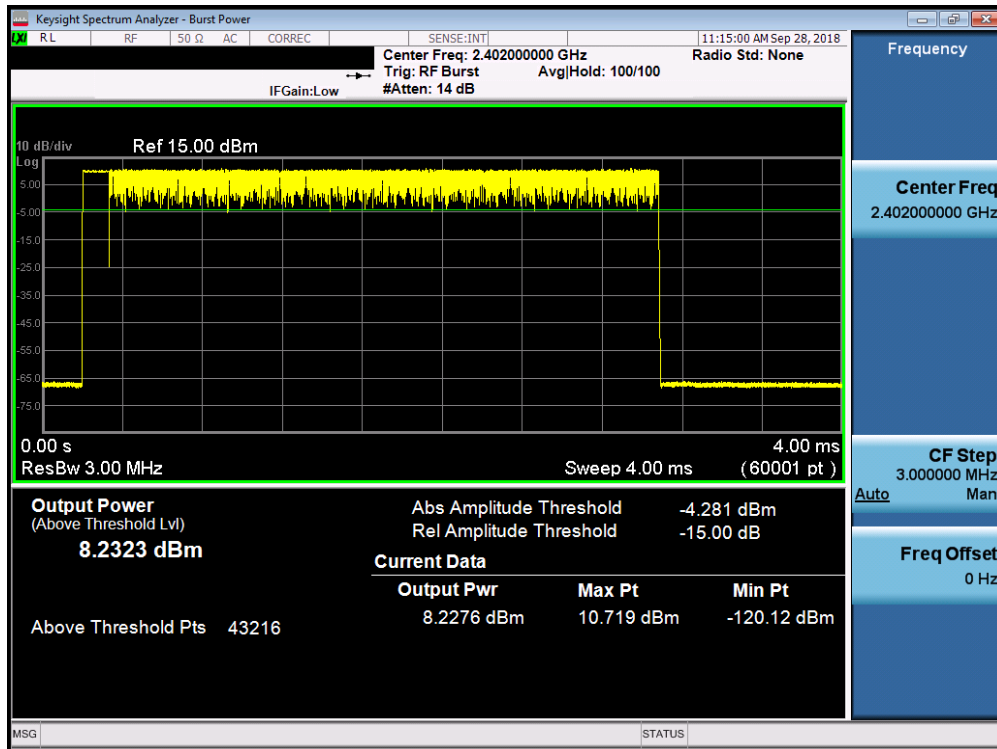 Keysight Spectrum Analyzer - Burst Power
LXI RL RF 50 Ω AC CORREC SENSE:INT 11:15:00 AM Sep 28, 2018
Center Freq: 2.402000000 GHz Radio Std: None
Trig: RF Burst Avg|Hold: 100/100
IFGain:Low #Atten: 14 dB
10 dB/div Ref 15.00 dBm
Log
5.00
-5.00
-15.0
-25.0
-35.0
-45.0
-55.0
-65.0
-75.0
0.00 s 4.00 ms
ResBw 3.00 MHz Sweep 4.00 ms (60001 pt)
Output Power
(Above Threshold Lvl)
8.2323 dBm
Above Threshold Pts 43216
Abs Amplitude Threshold -4.281 dBm
Rel Amplitude Threshold -15.00 dB
Current Data
Output Pwr Max Pt Min Pt
8.2276 dBm 10.719 dBm -120.12 dBm
Frequency
Center Freq
2.402000000 GHz
CF Step
3.000000 MHz
Auto Man
Freq Offset
0 Hz
MSG STATUS